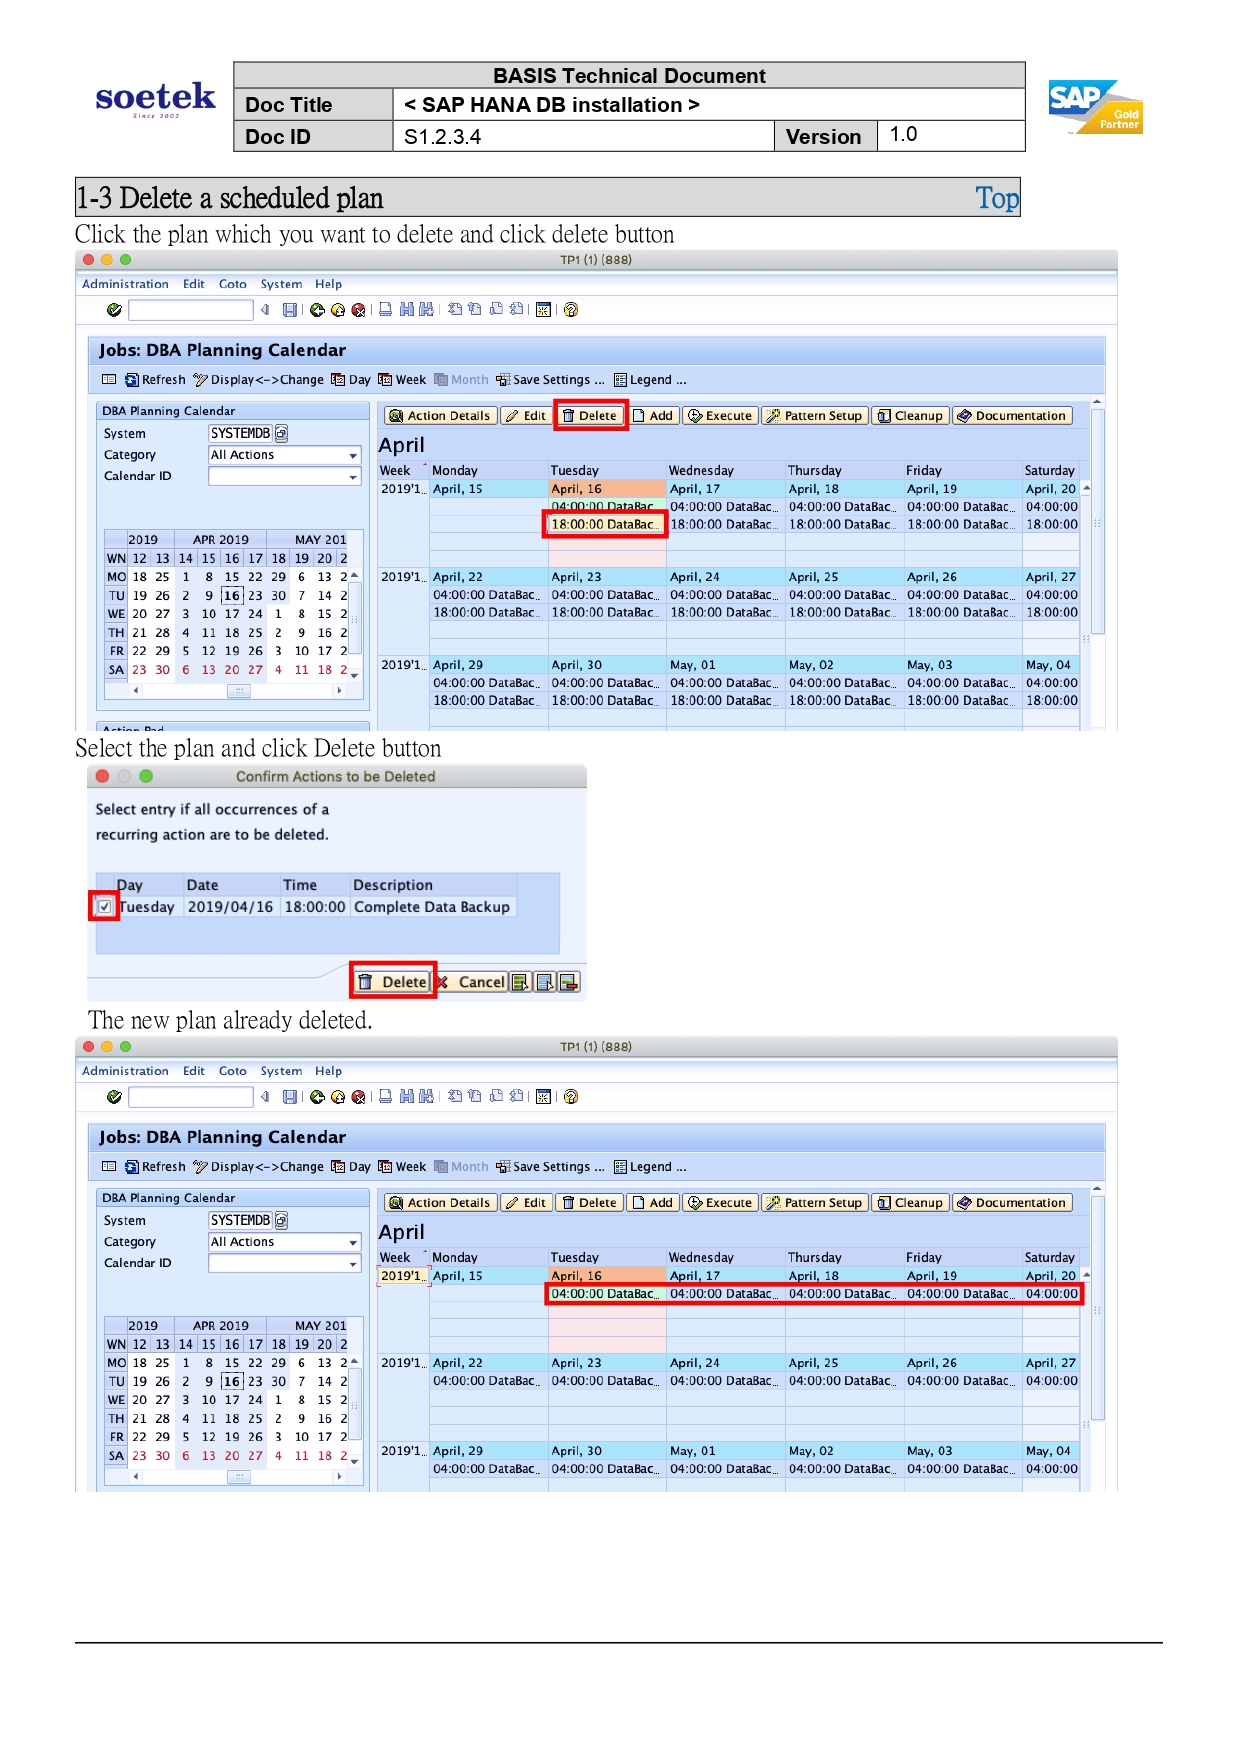 soetek
Since 2002
BASIS Technical Document
Doc Title < SAP HANA DB installation >
Doc ID S1.2.3.4 Version 1.0
SAP Gold Partner
1-3 Delete a scheduled plan Top
Click the plan which you want to delete and click delete button
TP1 (1) (888)
Administration Edit Goto System Help
Jobs: DBA Planning Calendar
Refresh Display<->Change Day Week Month Save Settings ... Legend ...
DBA Planning Calendar
System SYSTEMDB
Category All Actions
Calendar ID
2019 APR 2019 MAY 201
WN 12 13 14 15 16 17 18 19 20 2
MO 18 25 1 8 15 22 29 6 13 2
TU 19 26 2 9 16 23 30 7 14 2
WE 20 27 3 10 17 24 1 8 15 2
TH 21 28 4 11 18 25 2 9 16 2
FR 22 29 5 12 19 26 3 10 17 2
SA 23 30 6 13 20 27 4 11 18 2
Action Pad
Action Details Edit Delete Add Execute Pattern Setup Cleanup Documentation
April
Week Monday Tuesday Wednesday Thursday Friday Saturday
2019'1... April, 15 April, 16 April, 17 April, 18 April, 19 April, 20
04:00:00 DataBac... 04:00:00 DataBac... 04:00:00 DataBac... 04:00:00 DataBac... 04:00:00
18:00:00 DataBac... 18:00:00 DataBac... 18:00:00 DataBac... 18:00:00 DataBac... 18:00:00
2019'1... April, 22 April, 23 April, 24 April, 25 April, 26 April, 27
04:00:00 DataBac... 04:00:00 DataBac... 04:00:00 DataBac... 04:00:00 DataBac... 04:00:00 DataBac... 04:00:00
18:00:00 DataBac... 18:00:00 DataBac... 18:00:00 DataBac... 18:00:00 DataBac... 18:00:00 DataBac... 18:00:00
2019'1... April, 29 April, 30 May, 01 May, 02 May, 03 May, 04
04:00:00 DataBac... 04:00:00 DataBac... 04:00:00 DataBac... 04:00:00 DataBac... 04:00:00 DataBac... 04:00:00
18:00:00 DataBac... 18:00:00 DataBac... 18:00:00 DataBac... 18:00:00 DataBac... 18:00:00 DataBac... 18:00:00
Select the plan and click Delete button
Confirm Actions to be Deleted
Select entry if all occurrences of a
recurring action are to be deleted.
Day Date Time Description
Tuesday 2019/04/16 18:00:00 Complete Data Backup
Delete Cancel
The new plan already deleted.
TP1 (1) (888)
Administration Edit Goto System Help
Jobs: DBA Planning Calendar
Refresh Display<->Change Day Week Month Save Settings ... Legend ...
DBA Planning Calendar
System SYSTEMDB
Category All Actions
Calendar ID
2019 APR 2019 MAY 201
WN 12 13 14 15 16 17 18 19 20 2
MO 18 25 1 8 15 22 29 6 13 2
TU 19 26 2 9 16 23 30 7 14 2
WE 20 27 3 10 17 24 1 8 15 2
TH 21 28 4 11 18 25 2 9 16 2
FR 22 29 5 12 19 26 3 10 17 2
SA 23 30 6 13 20 27 4 11 18 2
Action Details Edit Delete Add Execute Pattern Setup Cleanup Documentation
April
Week Monday Tuesday Wednesday Thursday Friday Saturday
2019'1... April, 15 April, 16 April, 17 April, 18 April, 19 April, 20
04:00:00 DataBac... 04:00:00 DataBac... 04:00:00 DataBac... 04:00:00 DataBac... 04:00:00
2019'1... April, 22 April, 23 April, 24 April, 25 April, 26 April, 27
04:00:00 DataBac... 04:00:00 DataBac... 04:00:00 DataBac... 04:00:00 DataBac... 04:00:00 DataBac... 04:00:00
2019'1... April, 29 April, 30 May, 01 May, 02 May, 03 May, 04
04:00:00 DataBac... 04:00:00 DataBac... 04:00:00 DataBac... 04:00:00 DataBac... 04:00:00 DataBac... 04:00:00